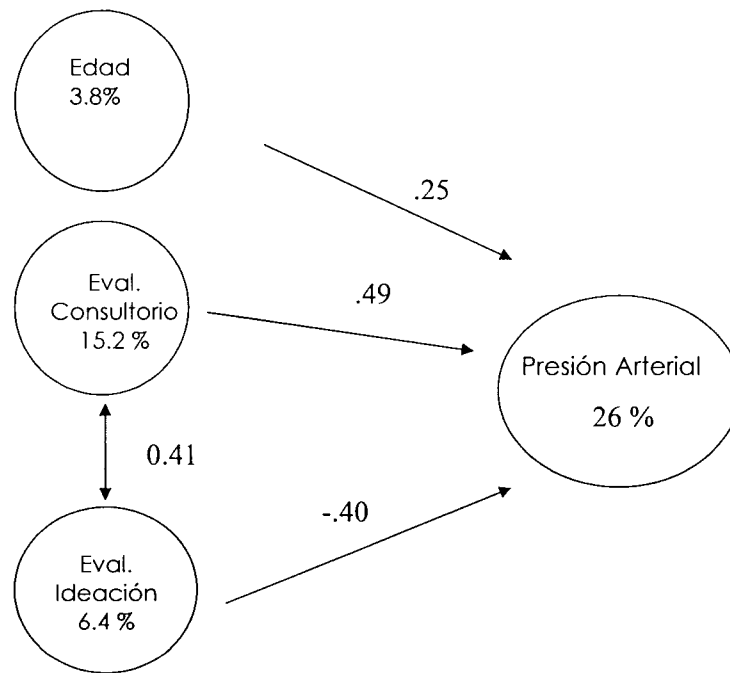 Edad
3.8%
.25
Eval.
Consultorio
15.2 %
.49
Presión Arterial
26 %
0.41
-.40
Eval.
Ideación
6.4 %